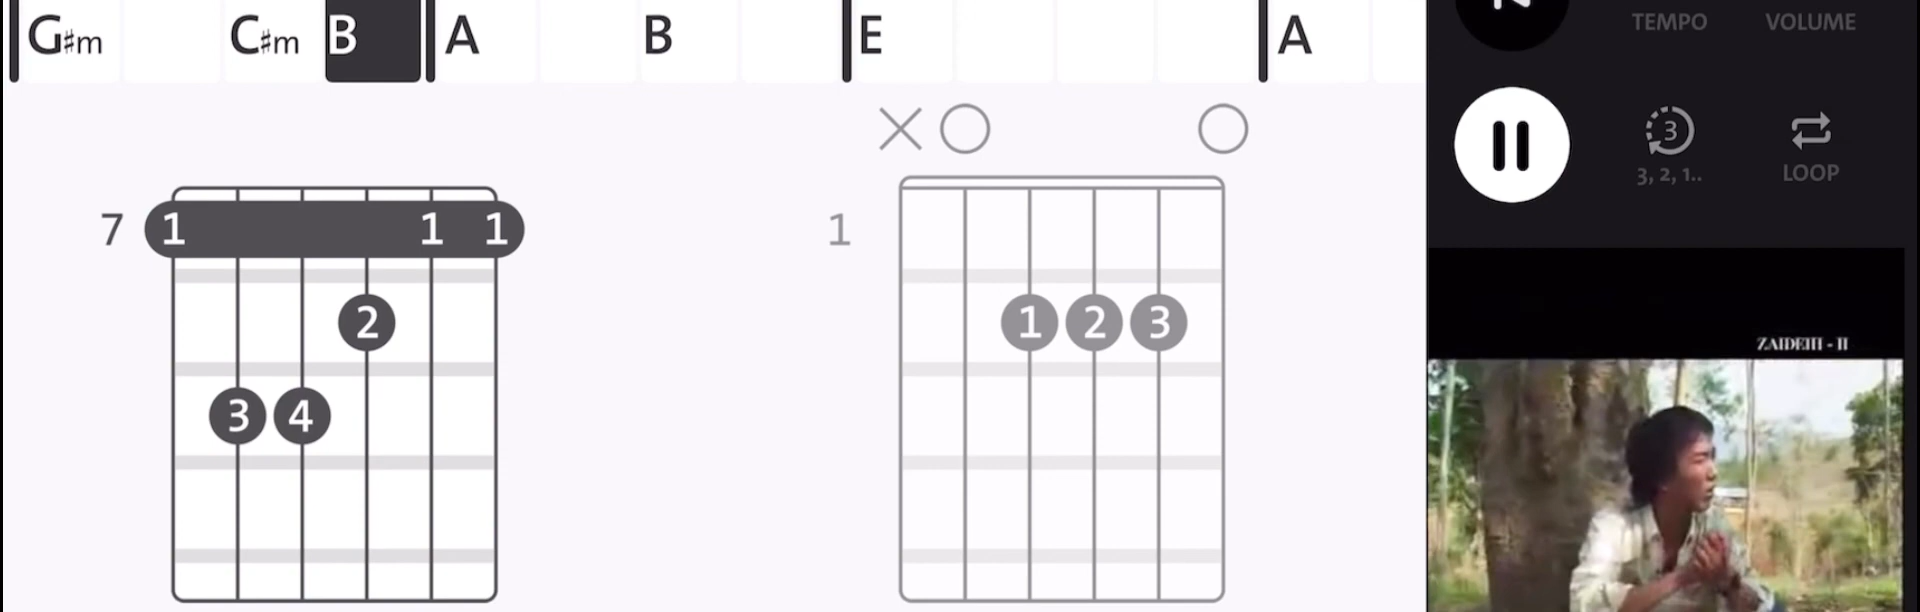 G#m C#m B A B E A
TEMPO VOLUME
3
3, 2, 1..
LOOP
7 1 1 1
2
3 4
1
1 2 3
ZAIDEIH - II